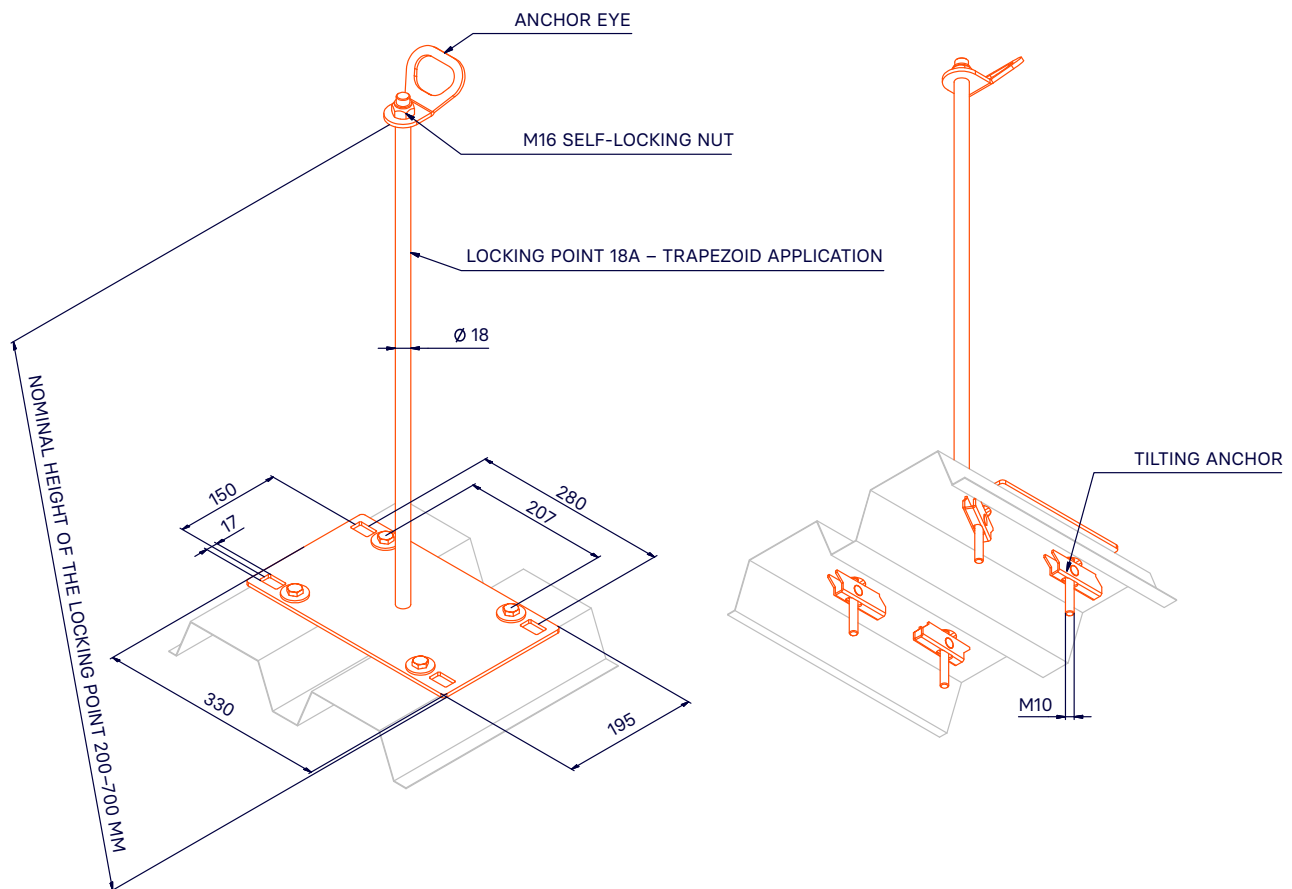 ANCHOR EYE
M16 SELF-LOCKING NUT
LOCKING POINT 18A – TRAPEZOID APPLICATION
Ø 18
NOMINAL HEIGHT OF THE LOCKING POINT 200–700 MM
150
17
280
207
330
195
TILTING ANCHOR
M10